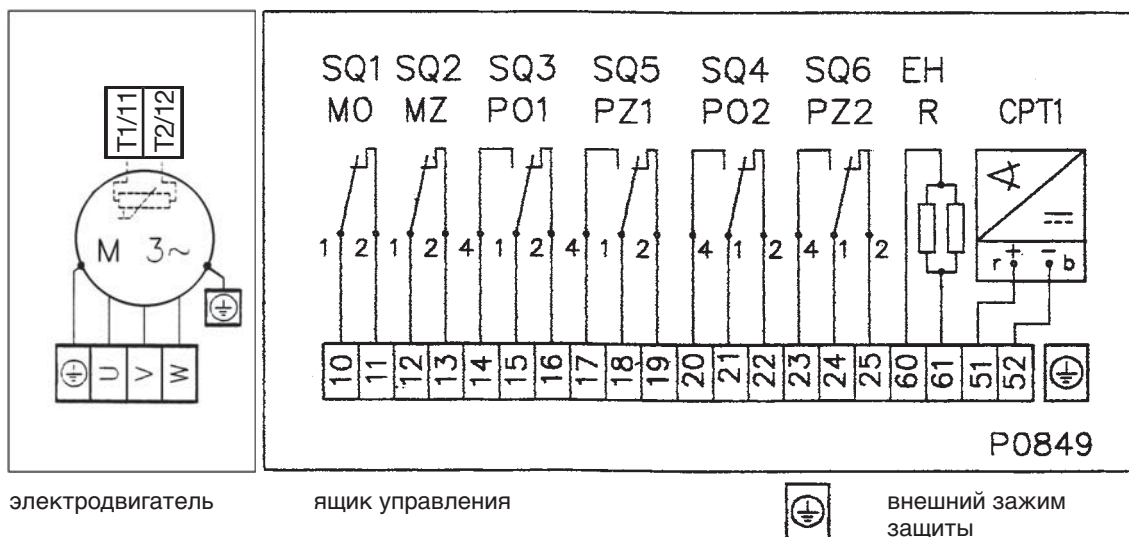 SQ1 SQ2 SQ3 SQ5 SQ4 SQ6 EH
MO MZ PO1 PZ1 PO2 PZ2 R CPT1
T1/11
T2/12
M 3~
r + − b
1 2 1 2 4 1 2 4 1 2 4 1 2 4 1 2
U V W
10 11 12 13 14 15 16 17 18 19 20 21 22 23 24 25 60 61 51 52
P0849
электродвигатель
ящик управления
внешний зажим
защиты